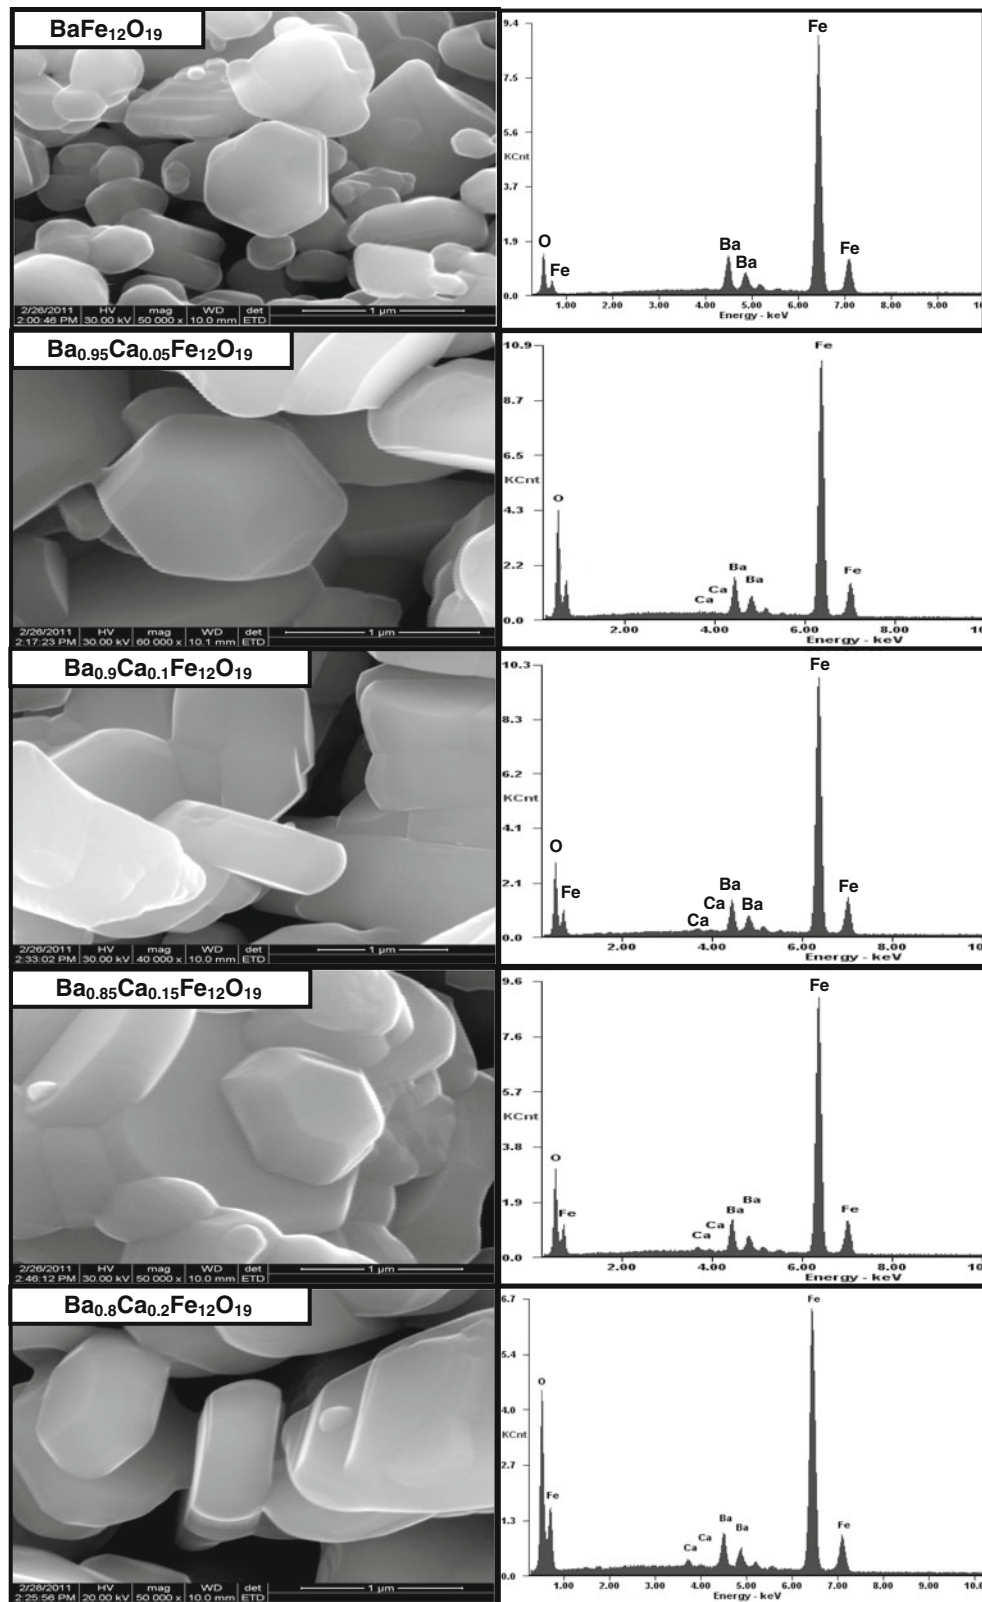 BaFe12O19
2/26/2011 HV mag WD det
2:00:46 PM 30.00 kV 50 000 x 10.0 mm ETD
1 µm
9.4
7.5
5.6
KCnt
3.7
1.9
0.0
O
Fe
Ba
Ba
Fe
Fe
1.00 2.00 3.00 4.00 5.00 6.00 7.00 8.00 9.00 10
Energy - keV
Ba0.95Ca0.05Fe12O19
2/26/2011 HV mag WD det
2:17:23 PM 30.00 kV 60 000 x 10.1 mm ETD
1 µm
10.9
8.7
6.5
KCnt
4.3
2.2
0.0
O
Ca
Ca
Ba
Ba
Fe
Fe
2.00 4.00 6.00 8.00 10
Energy - keV
Ba0.9Ca0.1Fe12O19
2/26/2011 HV mag WD det
2:33:02 PM 30.00 kV 40 000 x 10.0 mm ETD
1 µm
10.3
8.3
6.2
KCnt
4.1
2.1
0.0
O
Fe
Ca
Ca
Ba
Ba
Fe
Fe
2.00 4.00 6.00 8.00 10
Energy - keV
Ba0.85Ca0.15Fe12O19
2/26/2011 HV mag WD det
2:46:12 PM 30.00 kV 50 000 x 10.0 mm ETD
1 µm
9.6
7.6
5.7
KCnt
3.8
1.9
0.0
O
Fe
Ca
Ca
Ba
Ba
Fe
Fe
2.00 4.00 6.00 8.00 10
Energy - keV
Ba0.8Ca0.2Fe12O19
2/28/2011 HV mag WD det
2:25:56 PM 20.00 kV 50 000 x 10.0 mm ETD
1 µm
6.7
5.4
4.0
KCnt
2.7
1.3
0.0
O
Fe
Ca
Ca
Ba
Ba
Fe
Fe
1.00 2.00 3.00 4.00 5.00 6.00 7.00 8.00 9.00 10
Energy - keV